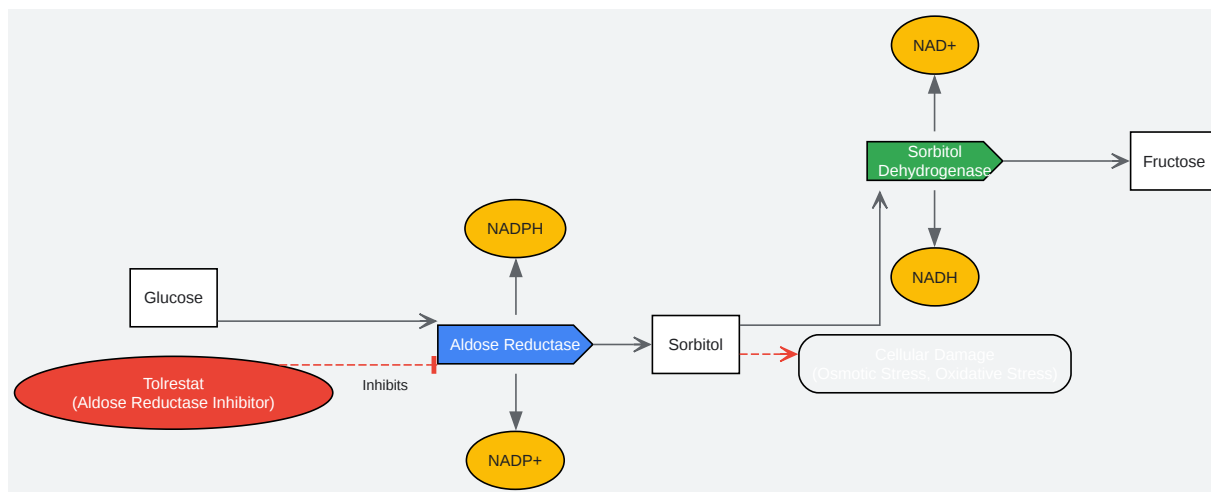 NAD+
Sorbitol
Dehydrogenase
Fructose
NADPH
NADH
Glucose
Aldose Reductase
Sorbitol
Cellular Damage
(Osmotic Stress, Oxidative Stress)
Tolrestat
(Aldose Reductase Inhibitor)
Inhibits
NADP+